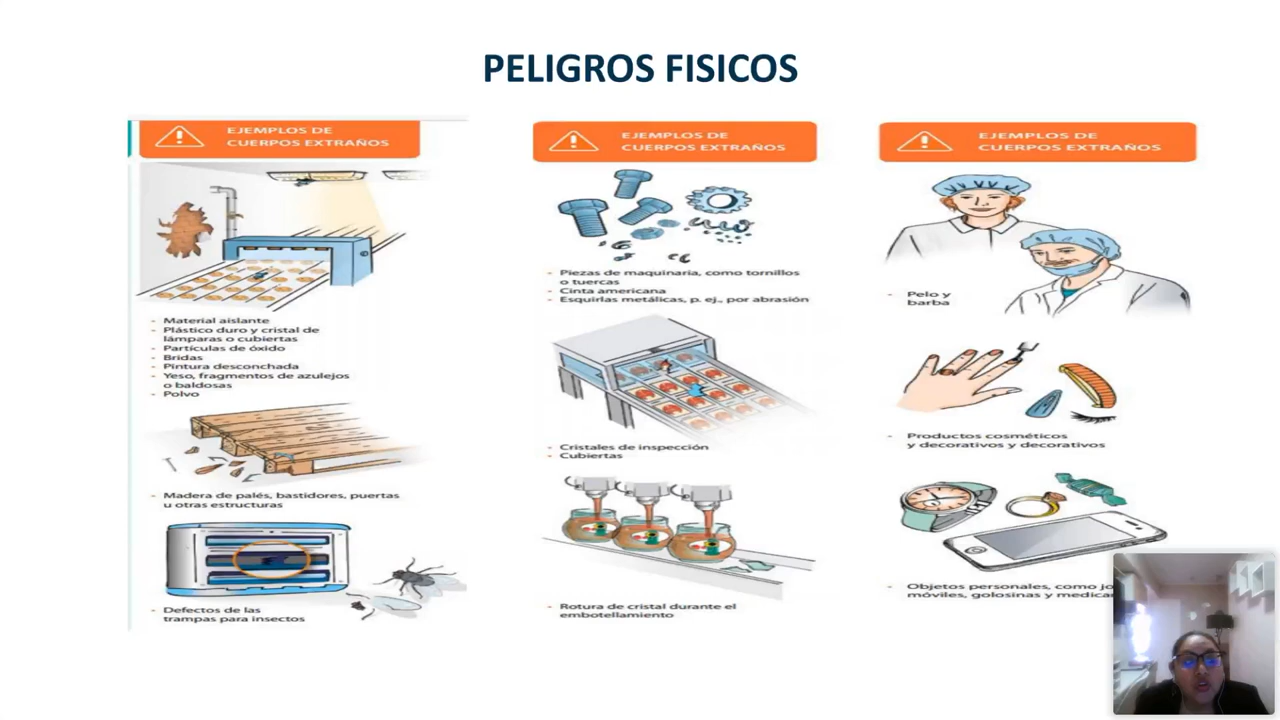 PELIGROS FISICOS
EJEMPLOS DE
CUERPOS EXTRAÑOS
- Material aislante
- Plástico duro y cristal de
lámparas o cubiertas
- Partículas de óxido
- Bridas
- Pintura desconchada
- Yeso, fragmentos de azulejos
o baldosas
- Polvo
- Madera de palés, bastidores, puertas
u otras estructuras
- Defectos de las
trampas para insectos
EJEMPLOS DE
CUERPOS EXTRAÑOS
- Piezas de maquinaria, como tornillos
o tuercas
- Cinta americana
- Esquirlas metálicas, p. ej., por abrasión
- Cristales de inspección
- Cubiertas
- Rotura de cristal durante el
embotellamiento
EJEMPLOS DE
CUERPOS EXTRAÑOS
- Pelo y
barba
- Productos cosméticos
y decorativos y decorativos
- Objetos personales, como
móviles, golosinas y